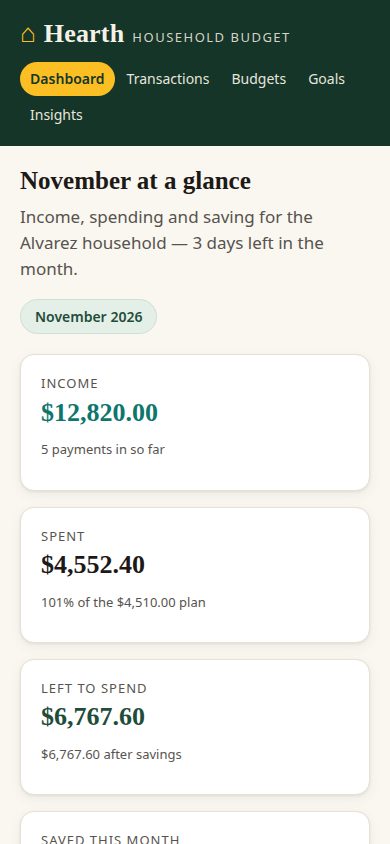 Hearth HOUSEHOLD BUDGET
Dashboard Transactions Budgets Goals
Insights
November at a glance
Income, spending and saving for the
Alvarez household — 3 days left in the
month.
November 2026
INCOME
$12,820.00
5 payments in so far
SPENT
$4,552.40
101% of the $4,510.00 plan
LEFT TO SPEND
$6,767.60
$6,767.60 after savings
SAVED THIS MONTH